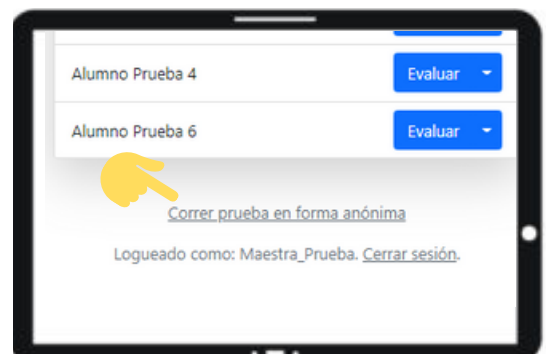 Alumno Prueba 4
Evaluar
Alumno Prueba 6
Evaluar
Correr prueba en forma anónima
Logueado como: Maestra_Prueba. Cerrar sesión.